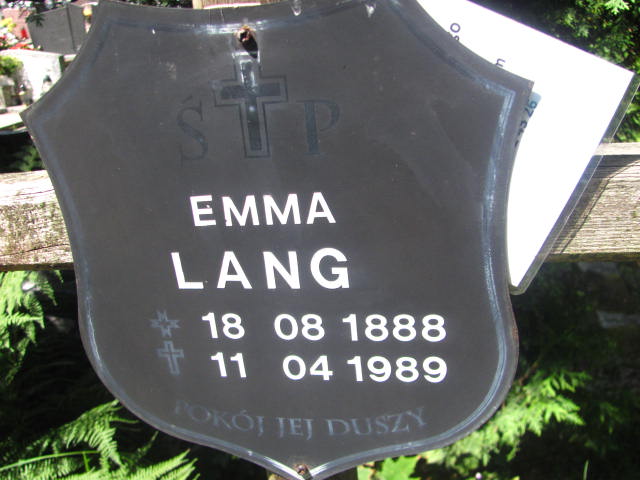 Ś P
EMMA
LANG
18 08 1888
11 04 1989
POKÓJ JEJ DUSZY